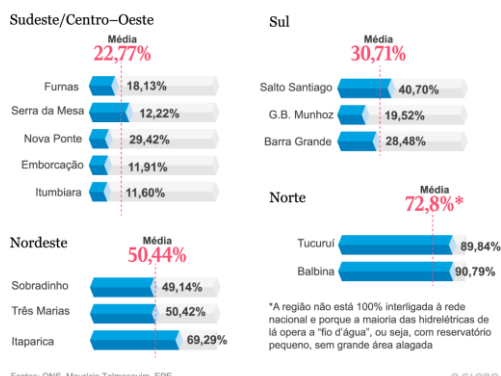 Sudeste/Centro–Oeste
Média
22,77%
Furnas 18,13%
Serra da Mesa 12,22%
Nova Ponte 29,42%
Emborcação 11,91%
Itumbiara 11,60%
Nordeste
Média
50,44%
Sobradinho 49,14%
Três Marias 50,42%
Itaparica 69,29%
Sul
Média
30,71%
Salto Santiago 40,70%
G.B. Munhoz 19,52%
Barra Grande 28,48%
Norte
Média
72,8%*
Tucuruí 89,84%
Balbina 90,79%
*A região não está 100% interligada à rede
nacional e porque a maioria das hidrelétricas de
lá opera a “fio d’água”, ou seja, com reservatório
pequeno, sem grande área alagada